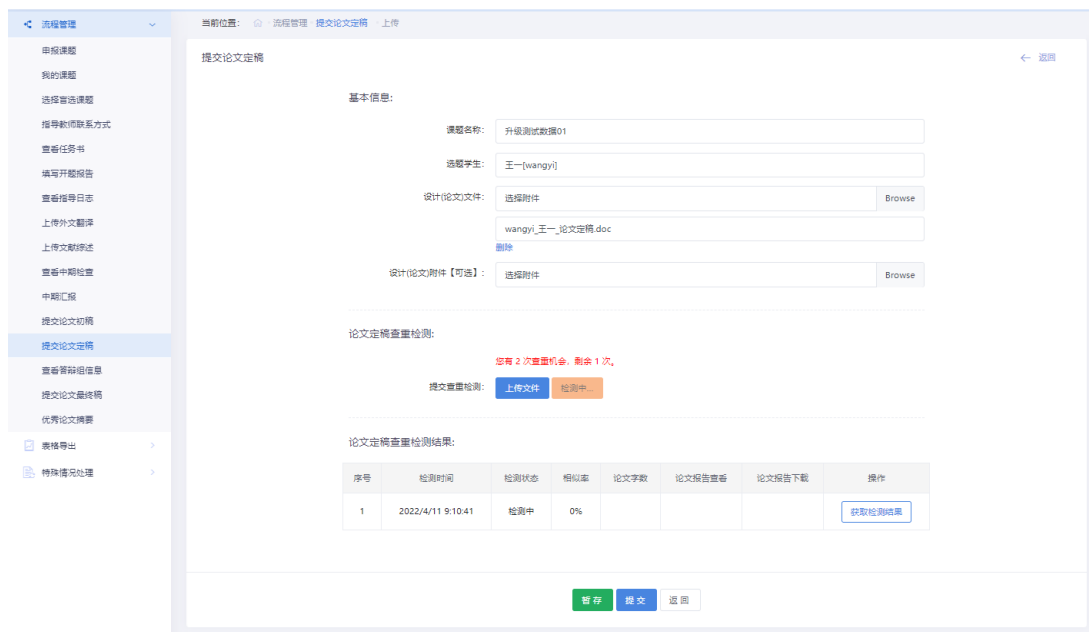 流程管理
申报课题
我的课题
选择盲选课题
指导教师联系方式
查看任务书
填写开题报告
查看指导日志
上传外文翻译
上传文献综述
查看中期检查
中期汇报
提交论文初稿
提交论文定稿
查看答辩组信息
提交论文最终稿
优秀论文摘要
表格导出
特殊情况处理
当前位置: 流程管理 提交论文定稿 上传
提交论文定稿 ← 返回
基本信息:
课题名称: 升级测试数据01
选题学生: 王一[wangyi]
设计(论文)文件: 选择附件 Browse
wangyi_王一_论文定稿.doc
删除
设计(论文)附件【可选】: 选择附件 Browse
论文定稿查重检测:
您有 2 次查重机会，剩余 1 次。
提交查重检测: 上传文件 检测中...
论文定稿查重检测结果:
序号 检测时间 检测状态 相似率 论文字数 论文报告查看 论文报告下载 操作
1 2022/4/11 9:10:41 检测中 0% 获取检测结果
暂存 提交 返回